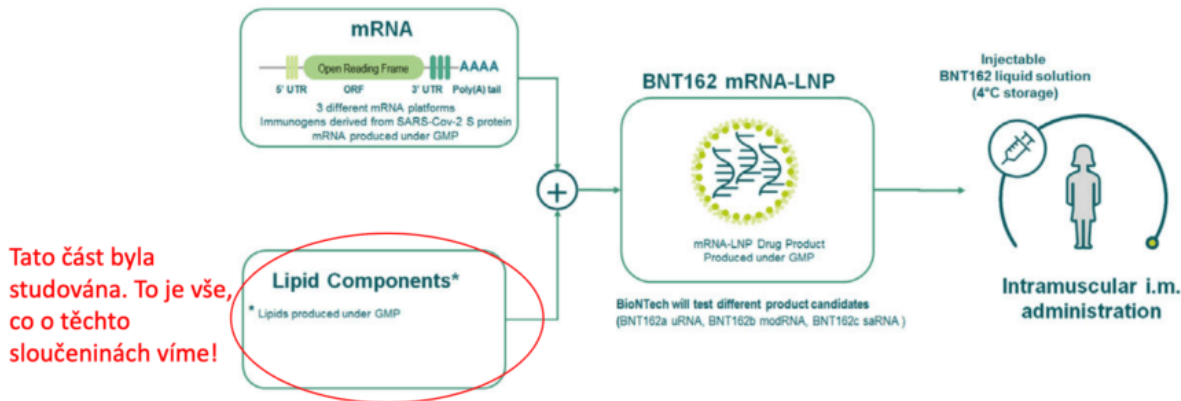 mRNA
Open Reading Frame
AAAA
5' UTR ORF 3' UTR Poly(A) tail
3 different mRNA platforms
Immunogens derived from SARS-Cov-2 S protein
mRNA produced under GMP
Tato část byla
studována. To je vše,
co o těchto
sloučeninách víme!
Lipid Components*
* Lipids produced under GMP
+
BNT162 mRNA-LNP
mRNA-LNP Drug Product
Produced under GMP
BioNTech will test different product candidates
(BNT162a uRNA, BNT162b modRNA, BNT162c saRNA )
Injectable
BNT162 liquid solution
(4°C storage)
Intramuscular i.m.
administration